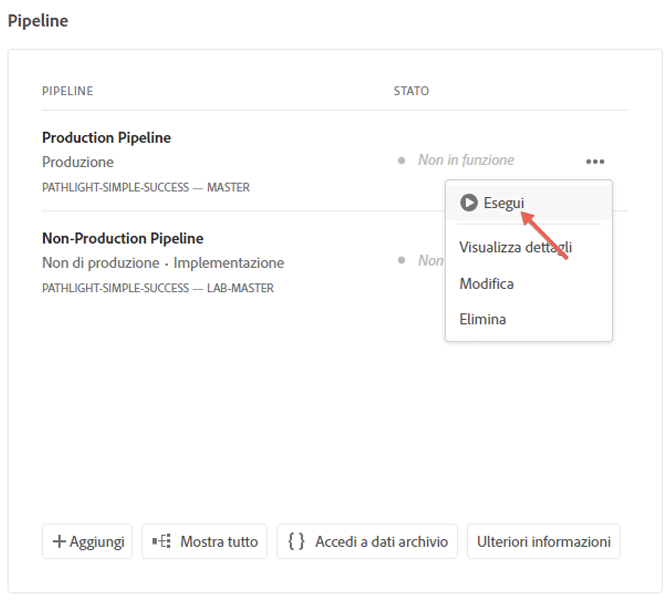 Pipeline
PIPELINE STATO
Production Pipeline
Produzione
Non in funzione
PATHLIGHT-SIMPLE-SUCCESS — MASTER
Esegui
Non-Production Pipeline
Non di produzione · Implementazione
Non
PATHLIGHT-SIMPLE-SUCCESS — LAB-MASTER
Visualizza dettagli
Modifica
Elimina
Aggiungi Mostra tutto { } Accedi a dati archivio Ulteriori informazioni